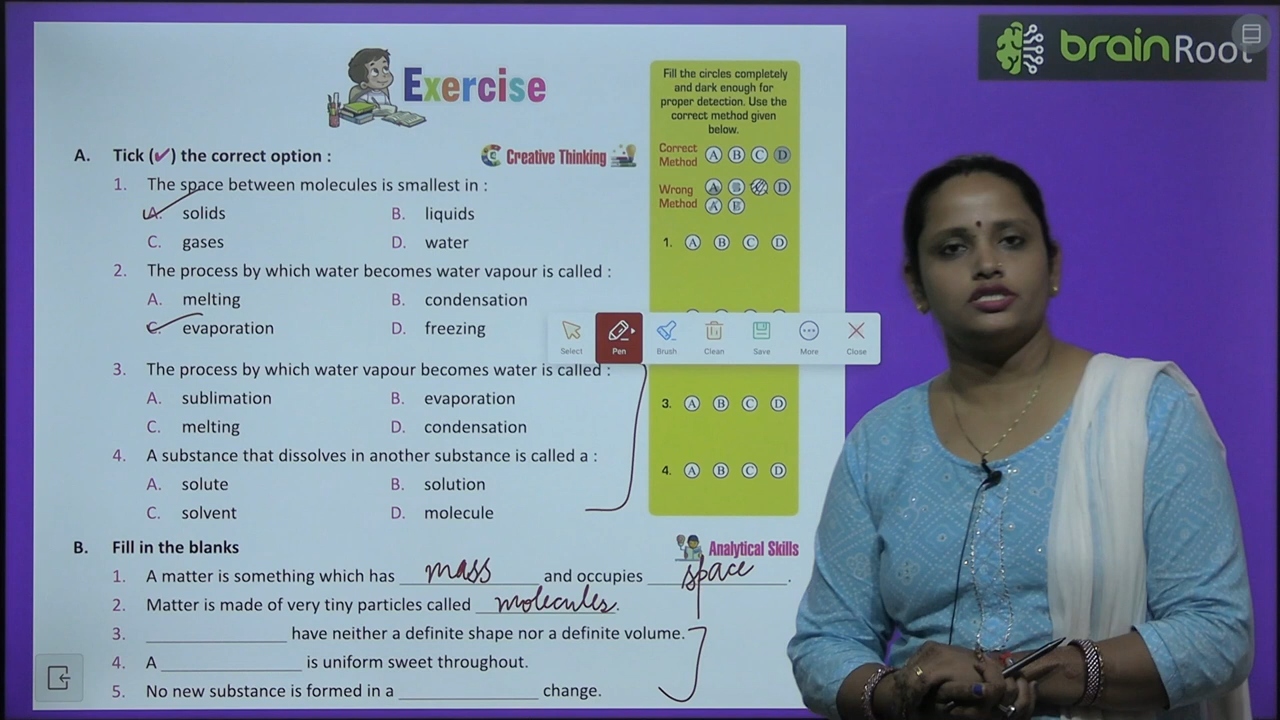 brainRoot
Exercise
Fill the circles completely
and dark enough for
proper detection. Use the
correct method given
below.
Correct
Method A B C D
Wrong
Method A B D
A B
A. Tick (✓) the correct option :
Creative Thinking
1. The space between molecules is smallest in :
A. solids B. liquids
C. gases D. water
2. The process by which water becomes water vapour is called :
A. melting B. condensation
C. evaporation D. freezing
3. The process by which water vapour becomes water is called :
A. sublimation B. evaporation
C. melting D. condensation
4. A substance that dissolves in another substance is called a :
A. solute B. solution
C. solvent D. molecule
1. A B C D
3. A B C D
4. A B C D
Select Pen Brush Clean Save More Close
B. Fill in the blanks
Analytical Skills
1. A matter is something which has mass and occupies space.
2. Matter is made of very tiny particles called molecules.
3. ______________ have neither a definite shape nor a definite volume.
4. A ______________ is uniform sweet throughout.
5. No new substance is formed in a ______________ change.